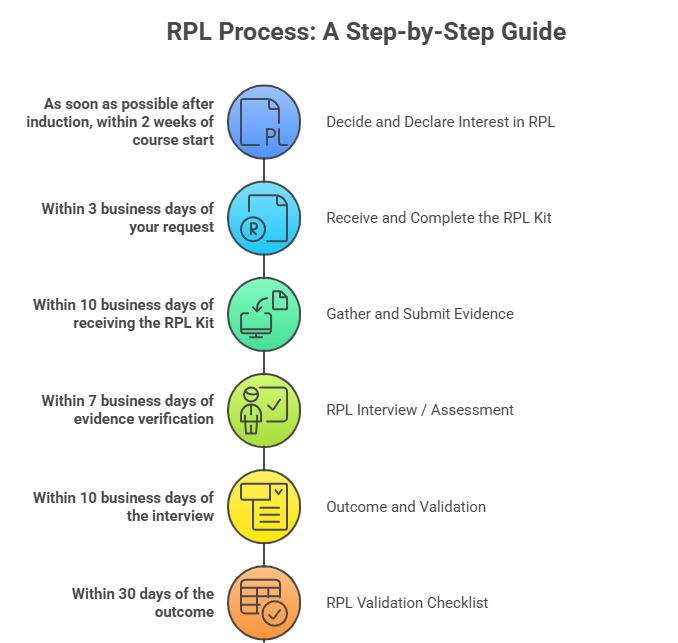 RPL Process: A Step-by-Step Guide
As soon as possible after
induction, within 2 weeks of
course start
PL
Decide and Declare Interest in RPL
Within 3 business days of
your request
R
Receive and Complete the RPL Kit
Within 10 business days of
receiving the RPL Kit
Gather and Submit Evidence
Within 7 business days of
evidence verification
RPL Interview / Assessment
Within 10 business days of
the interview
Outcome and Validation
Within 30 days of the
outcome
RPL Validation Checklist